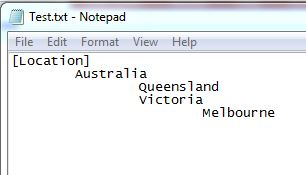 Test.txt - Notepad
File Edit Format View Help
[Location]
Australia
Queensland
Victoria
Melbourne